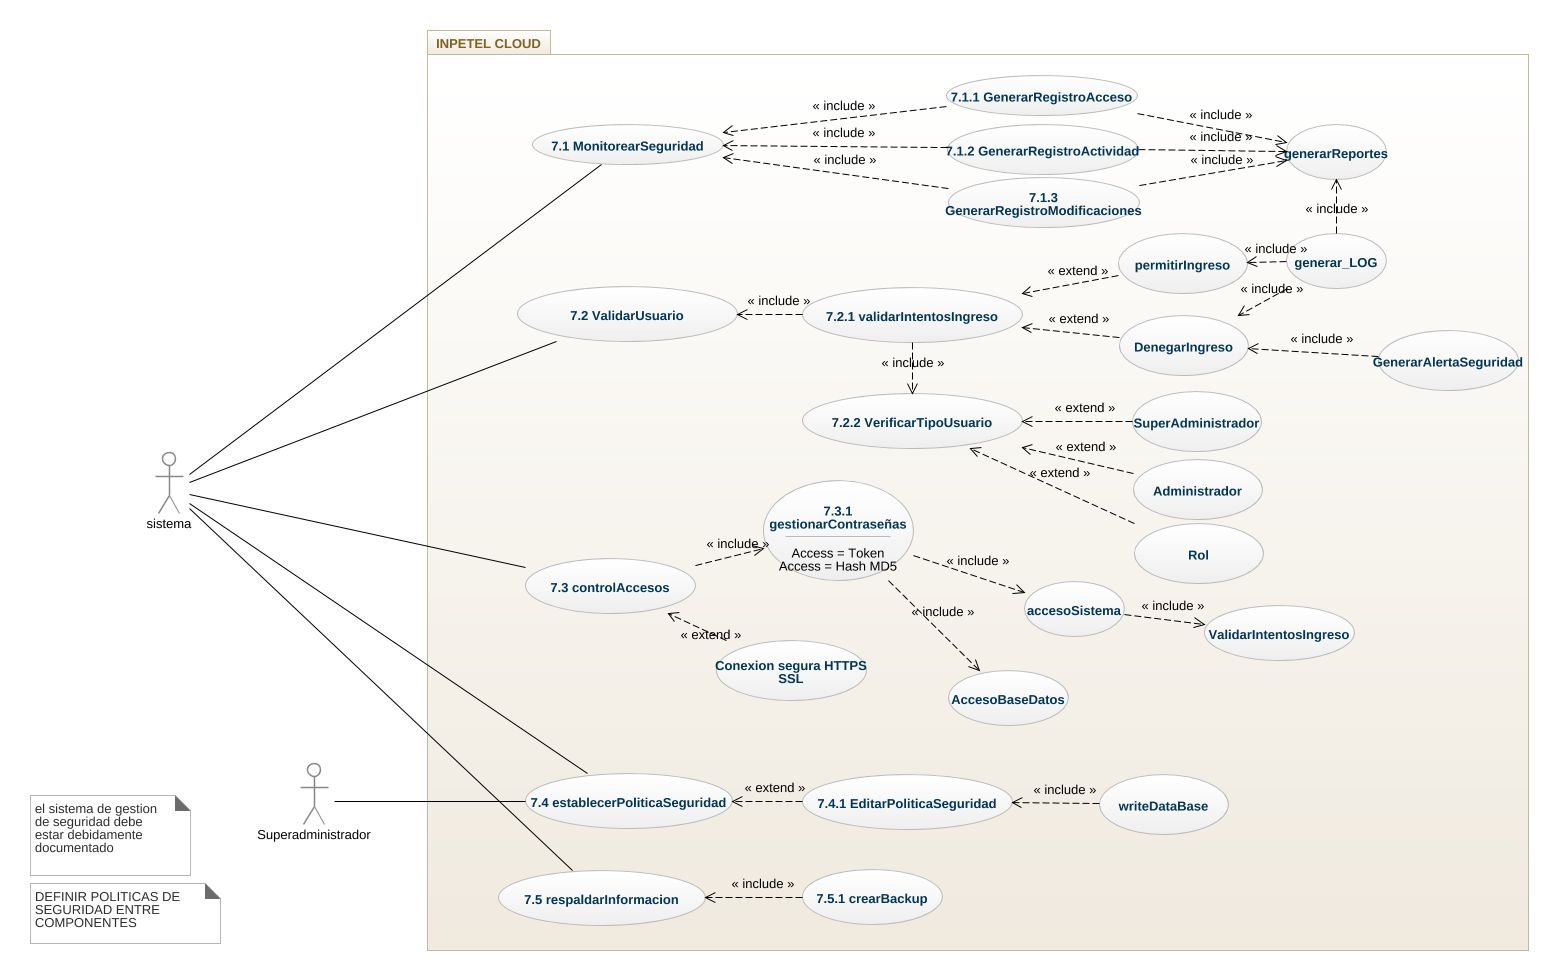 INPETEL CLOUD
7.1 MonitorearSeguridad
« include »
« include »
« include »
7.1.1 GenerarRegistroAcceso
7.1.2 GenerarRegistroActividad
7.1.3
GenerarRegistroModificaciones
« include »
« include »
« include »
generarReportes
« include »
generar_LOG
« include »
« include »
permitirIngreso
« extend »
7.2 ValidarUsuario
« include »
7.2.1 validarIntentosIngreso
« extend »
DenegarIngreso
« include »
GenerarAlertaSeguridad
« include »
7.2.2 VerificarTipoUsuario
« extend »
SuperAdministrador
« extend »
Administrador
« extend »
Rol
sistema
7.3 controlAccesos
« include »
7.3.1
gestionarContraseñas
Access = Token
Access = Hash MD5
« include »
accesoSistema
« include »
ValidarIntentosIngreso
« include »
AccesoBaseDatos
« extend »
Conexion segura HTTPS
SSL
Superadministrador
7.4 establecerPoliticaSeguridad
« extend »
7.4.1 EditarPoliticaSeguridad
« include »
writeDataBase
el sistema de gestion
de seguridad debe
estar debidamente
documentado
DEFINIR POLITICAS DE
SEGURIDAD ENTRE
COMPONENTES
7.5 respaldarInformacion
« include »
7.5.1 crearBackup